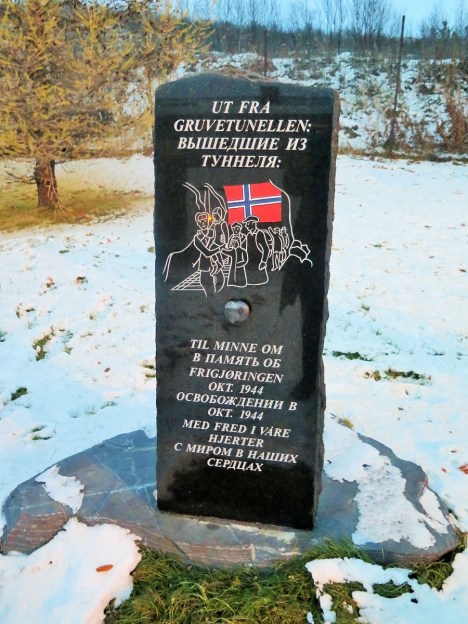 UT FRA
GRUVETUNELLEN:
ВЫШЕДШИЕ ИЗ
ТУННЕЛЯ:
TIL MINNE OM
В ПАМЯТЬ ОБ
FRIGJØRINGEN
OKT. 1944
ОСВОБОЖДЕНИИ В
ОКТ. 1944
MED FRED I VÅRE
HJERTER
С МИРОМ В НАШИХ
СЕРДЦАХ